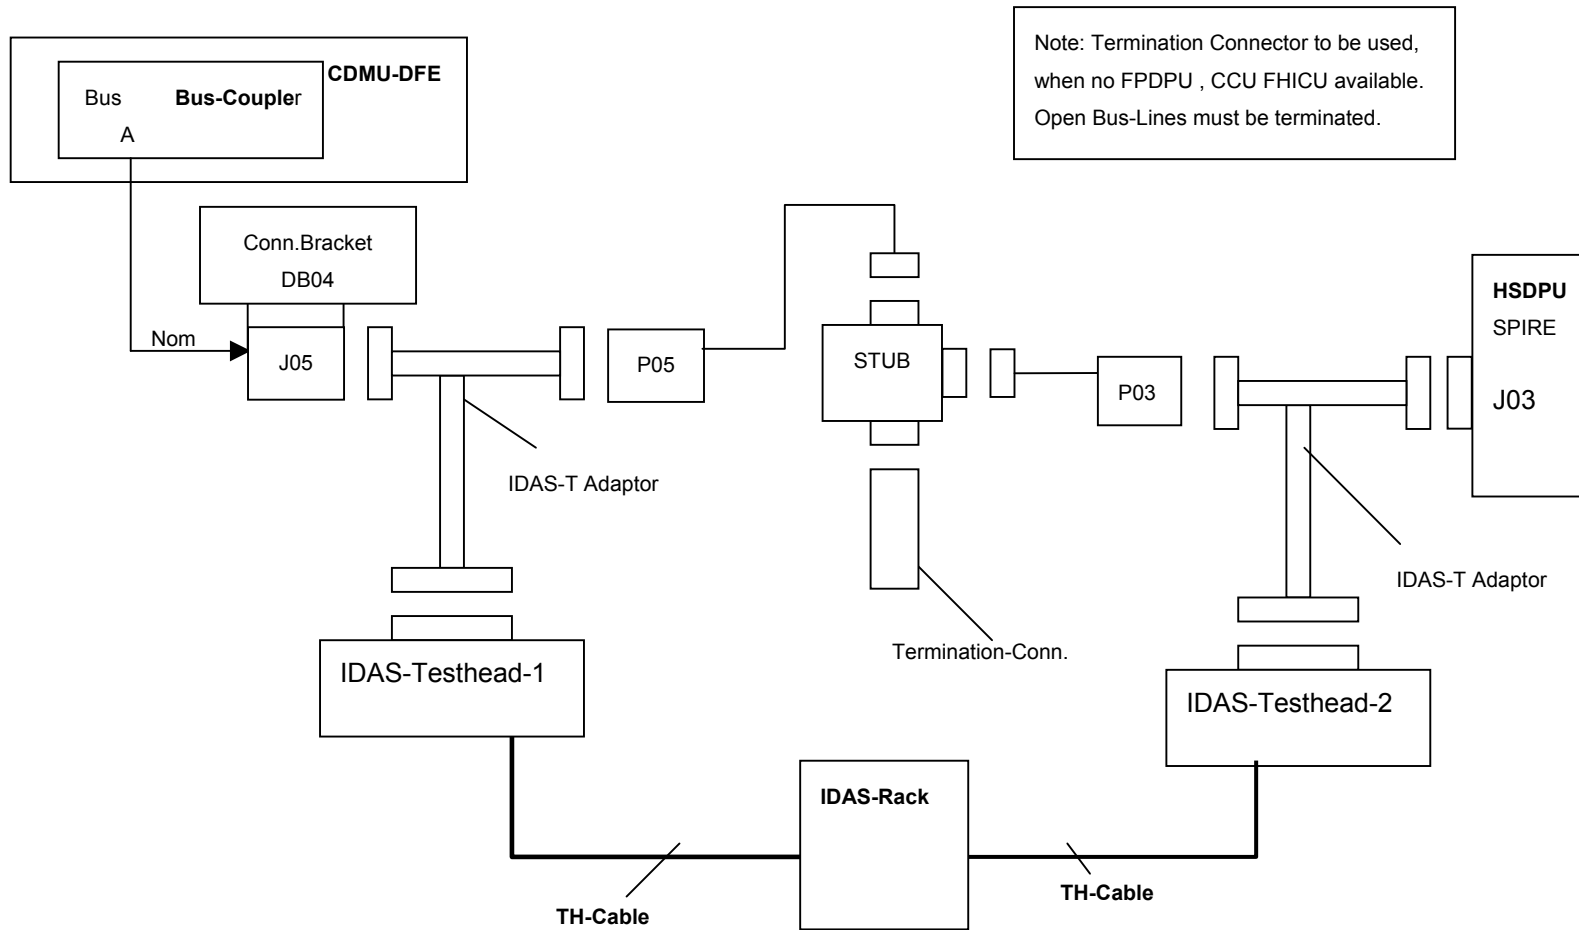 Note: Termination Connector to be used,
when no FPDPU , CCU FHICU available.
Open Bus-Lines must be terminated.
CDMU-DFE
Bus Bus-Coupler
A
Conn.Bracket
DB04
Nom
J05
P05
STUB
P03
HSDPU
SPIRE
J03
IDAS-T Adaptor
IDAS-T Adaptor
Termination-Conn.
IDAS-Testhead-1
IDAS-Testhead-2
IDAS-Rack
TH-Cable
TH-Cable